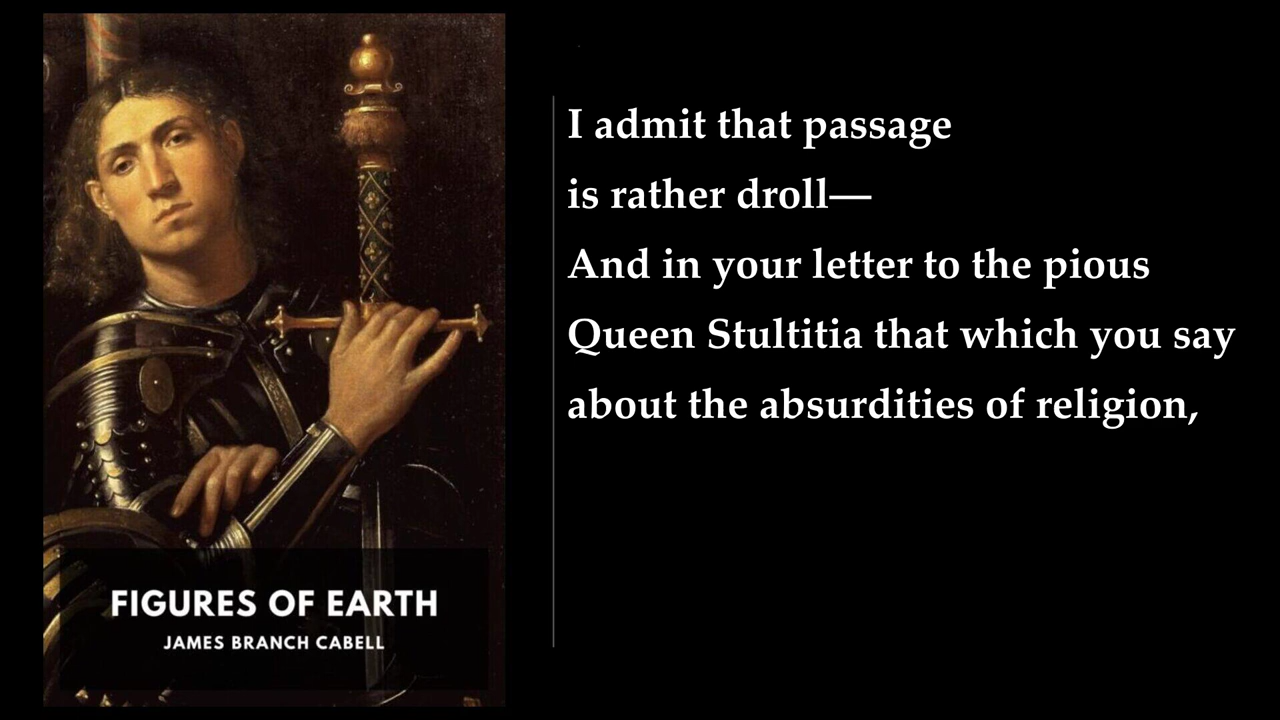 I admit that passage
is rather droll—
And in your letter to the pious
Queen Stultitia that which you say
about the absurdities of religion,
FIGURES OF EARTH
JAMES BRANCH CABELL